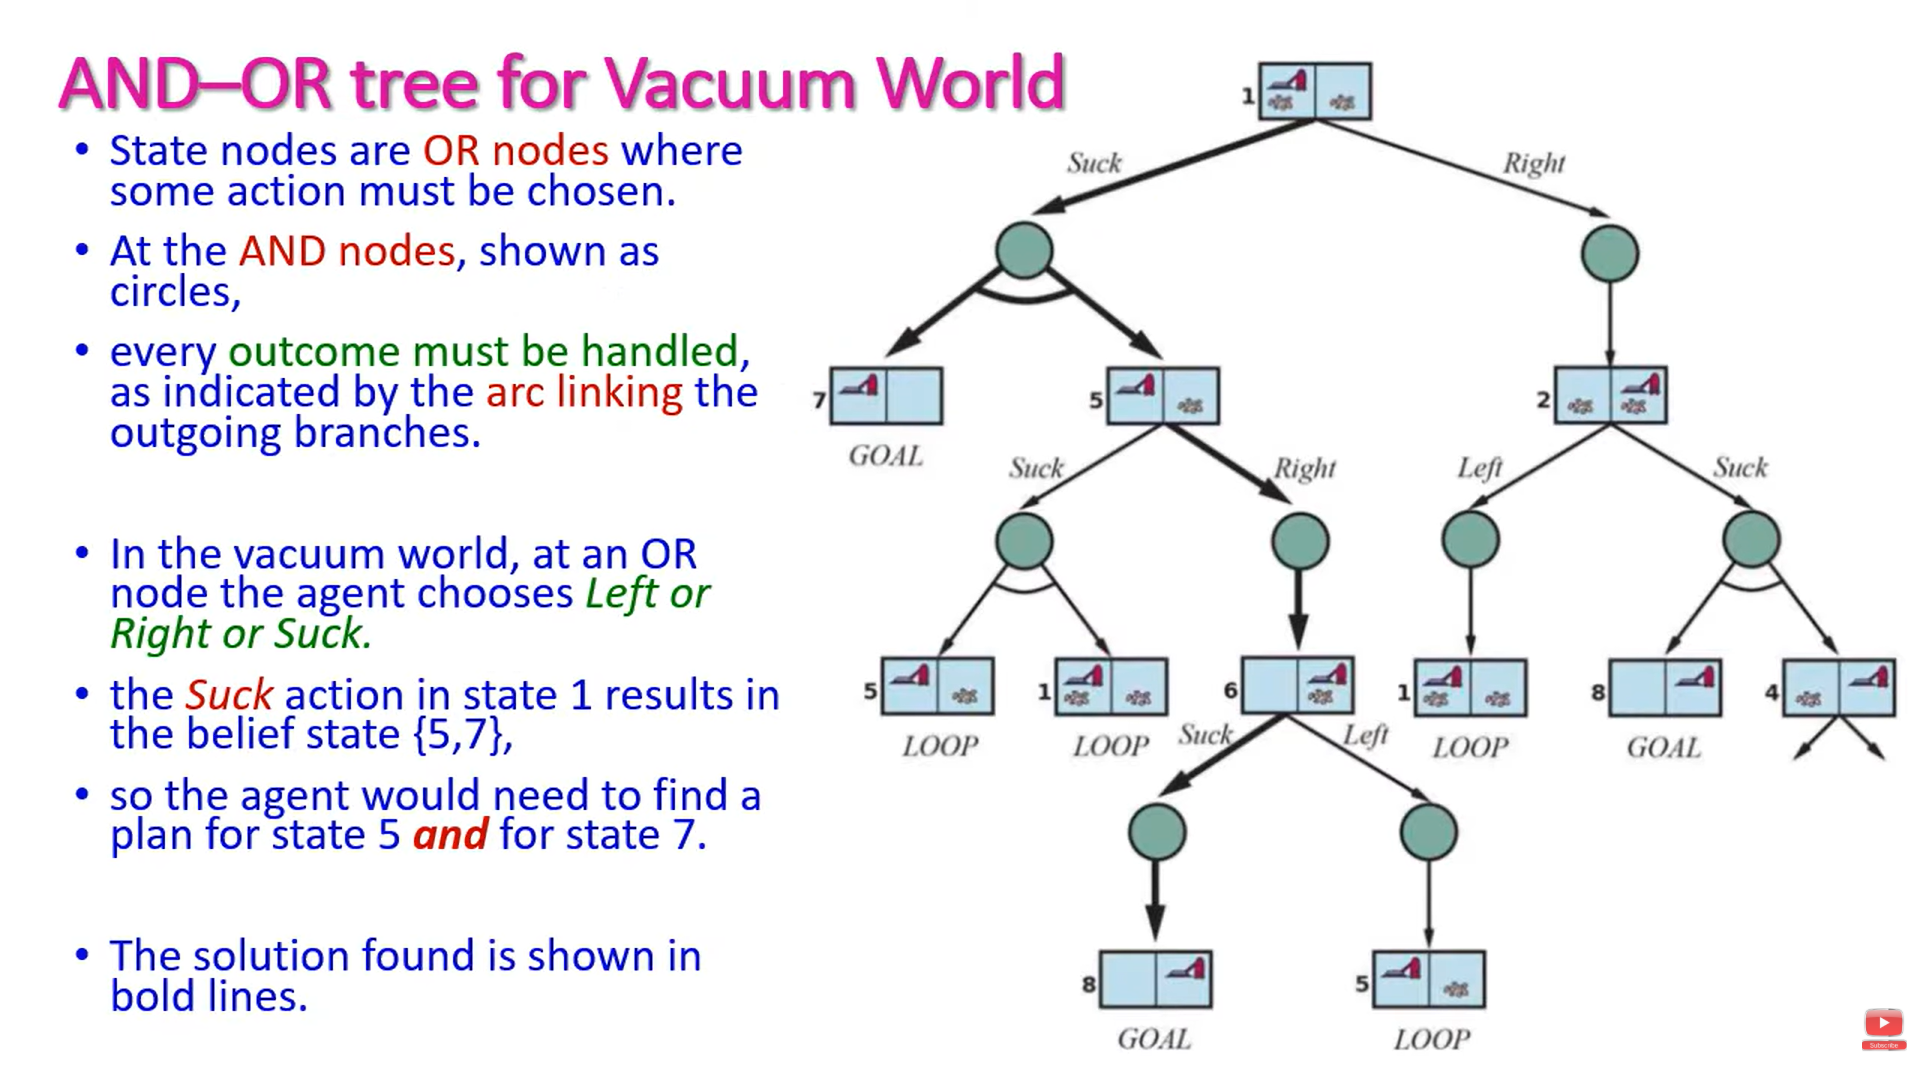 AND–OR tree for Vacuum World
• State nodes are OR nodes where
some action must be chosen.
• At the AND nodes, shown as
circles,
• every outcome must be handled,
as indicated by the arc linking the
outgoing branches.
• In the vacuum world, at an OR
node the agent chooses Left or
Right or Suck.
• the Suck action in state 1 results in
the belief state {5,7},
• so the agent would need to find a
plan for state 5 and for state 7.
• The solution found is shown in
bold lines.
1
Suck Right
7 5 2
GOAL
Suck Right Left Suck
5 1 6 1 8 4
LOOP LOOP Suck Left LOOP GOAL
8 5
GOAL LOOP
Subscribe